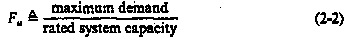 F_u ≜ maximum demand / rated system capacity (2-2)